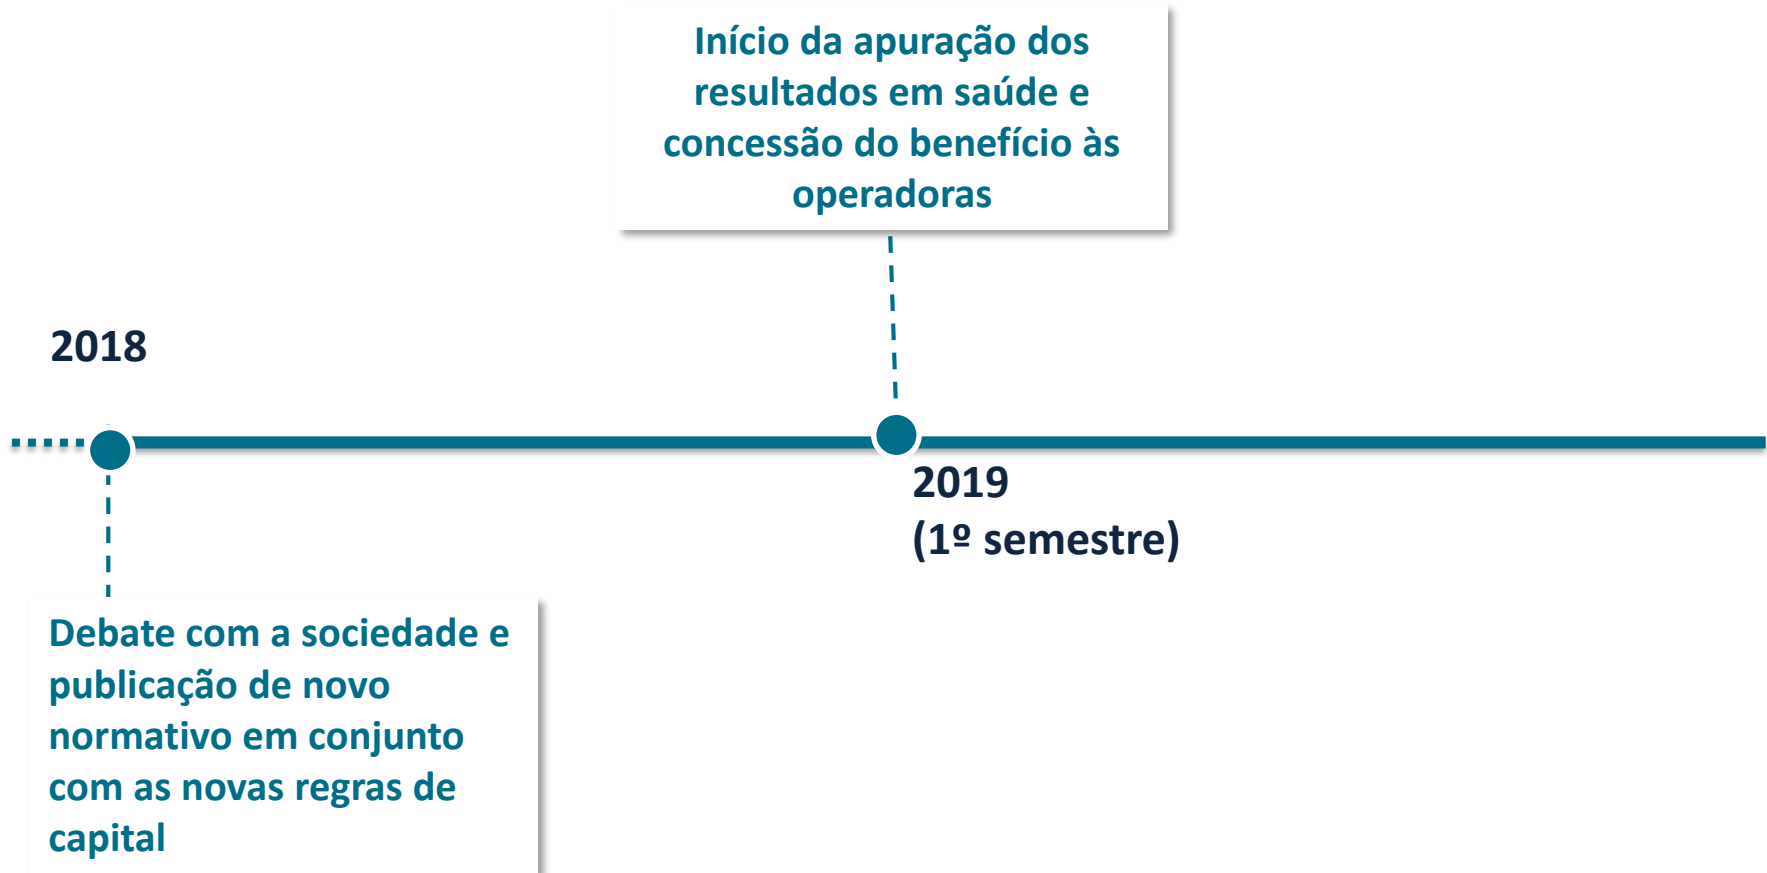 Início da apuração dos
resultados em saúde e
concessão do benefício às
operadoras
2018
2019
(1º semestre)
Debate com a sociedade e
publicação de novo
normativo em conjunto
com as novas regras de
capital